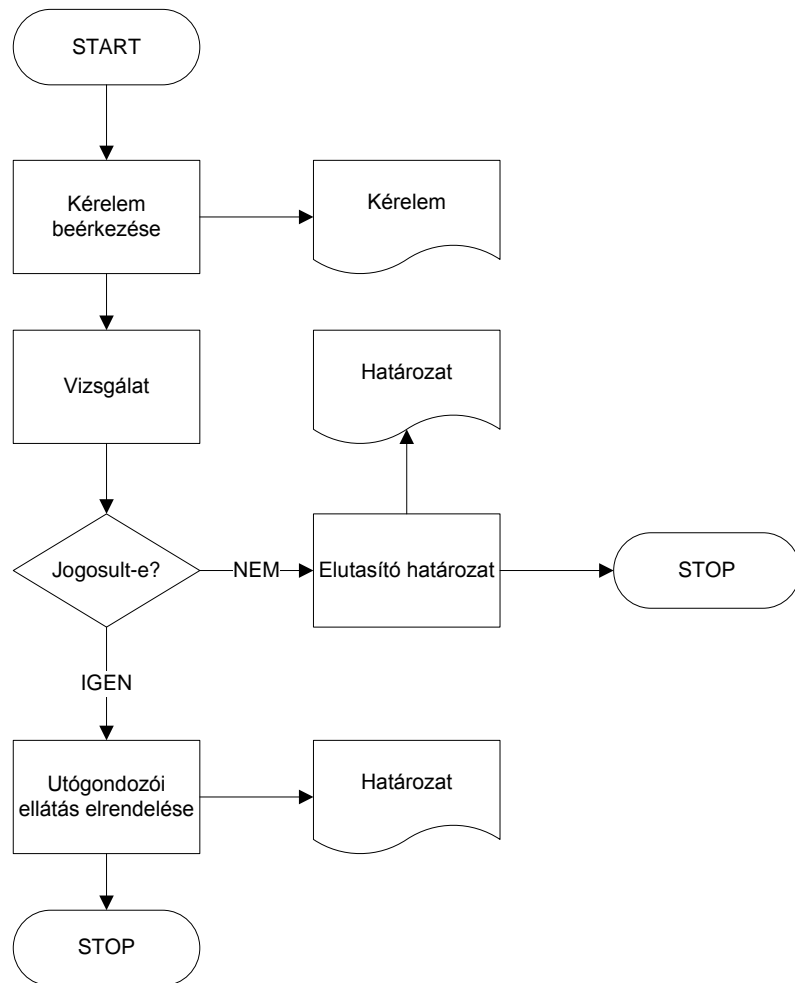 START
Kérelem
beérkezése
Kérelem
Vizsgálat
Határozat
Jogosult-e?
NEM
Elutasító határozat
STOP
IGEN
Utógondozói
ellátás elrendelése
Határozat
STOP